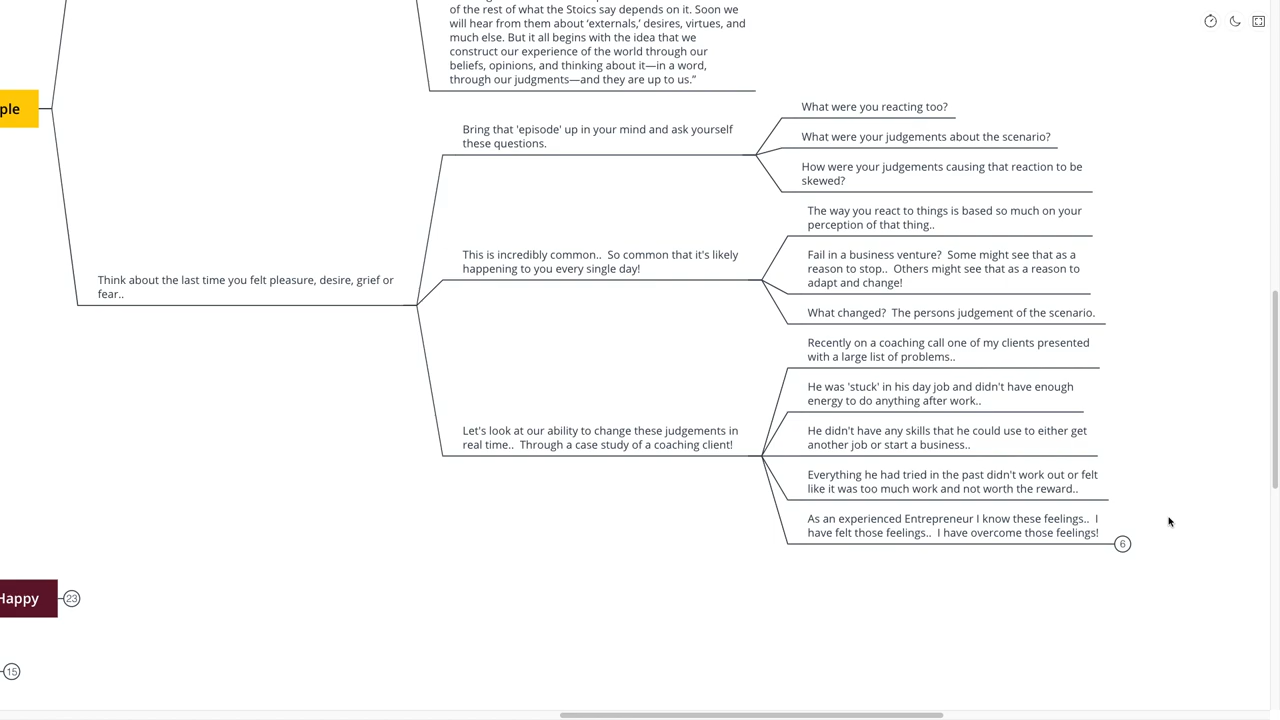 of the rest of what the Stoics say depends on it. Soon we
will hear from them about ‘externals,’ desires, virtues, and
much else. But it all begins with the idea that we
construct our experience of the world through our
beliefs, opinions, and thinking about it—in a word,
through our judgments—and they are up to us.”
ple
Think about the last time you felt pleasure, desire, grief or
fear..
Bring that 'episode' up in your mind and ask yourself
these questions.
What were you reacting too?
What were your judgements about the scenario?
How were your judgements causing that reaction to be
skewed?
This is incredibly common..  So common that it's likely
happening to you every single day!
The way you react to things is based so much on your
perception of that thing..
Fail in a business venture?  Some might see that as a
reason to stop..  Others might see that as a reason to
adapt and change!
What changed?  The persons judgement of the scenario.
Let's look at our ability to change these judgements in
real time..  Through a case study of a coaching client!
Recently on a coaching call one of my clients presented
with a large list of problems..
He was 'stuck' in his day job and didn't have enough
energy to do anything after work..
He didn't have any skills that he could use to either get
another job or start a business..
Everything he had tried in the past didn't work out or felt
like it was too much work and not worth the reward..
As an experienced Entrepreneur I know these feelings..  I
have felt those feelings..  I have overcome those feelings!
6
Happy
23
15